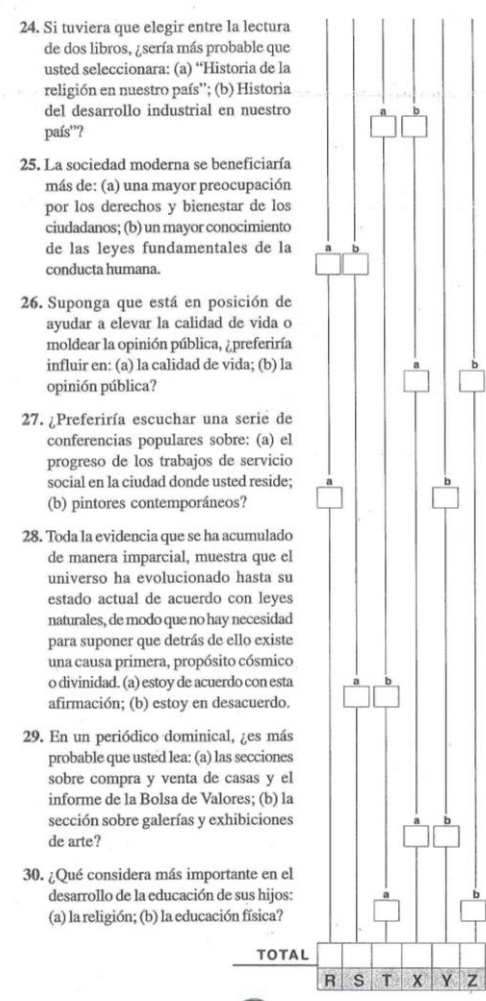 24. Si tuviera que elegir entre la lectura
de dos libros, ¿sería más probable que
usted seleccionara: (a) “Historia de la
religión en nuestro país”; (b) Historia
del desarrollo industrial en nuestro
país”?
a b
25. La sociedad moderna se beneficiaría
más de: (a) una mayor preocupación
por los derechos y bienestar de los
ciudadanos; (b) un mayor conocimiento
de las leyes fundamentales de la
conducta humana.
a b
26. Suponga que está en posición de
ayudar a elevar la calidad de vida o
moldear la opinión pública, ¿preferiría
influir en: (a) la calidad de vida; (b) la
opinión pública?
a b
27. ¿Preferiría escuchar una serie de
conferencias populares sobre: (a) el
progreso de los trabajos de servicio
social en la ciudad donde usted reside;
(b) pintores contemporáneos?
a b
28. Toda la evidencia que se ha acumulado
de manera imparcial, muestra que el
universo ha evolucionado hasta su
estado actual de acuerdo con leyes
naturales, de modo que no hay necesidad
para suponer que detrás de ello existe
una causa primera, propósito cósmico
o divinidad. (a) estoy de acuerdo con esta
afirmación; (b) estoy en desacuerdo.
a b
29. En un periódico dominical, ¿es más
probable que usted lea: (a) las secciones
sobre compra y venta de casas y el
informe de la Bolsa de Valores; (b) la
sección sobre galerías y exhibiciones
de arte?
a b
30. ¿Qué considera más importante en el
desarrollo de la educación de sus hijos:
(a) la religión; (b) la educación física?
a b
TOTAL
R S T X Y Z